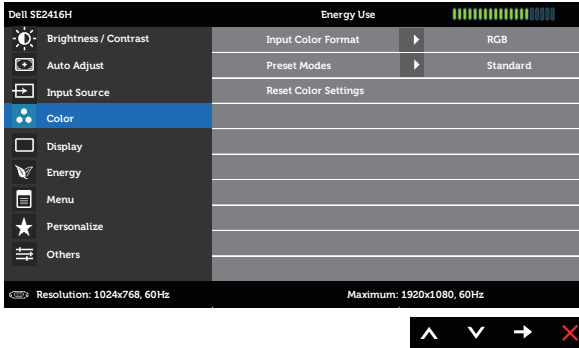 Dell SE2416H Energy Use
Brightness / Contrast Input Color Format RGB
Auto Adjust Preset Modes Standard
Input Source Reset Color Settings
Color
Display
Energy
Menu
Personalize
Others
Resolution: 1024x768, 60Hz Maximum: 1920x1080, 60Hz